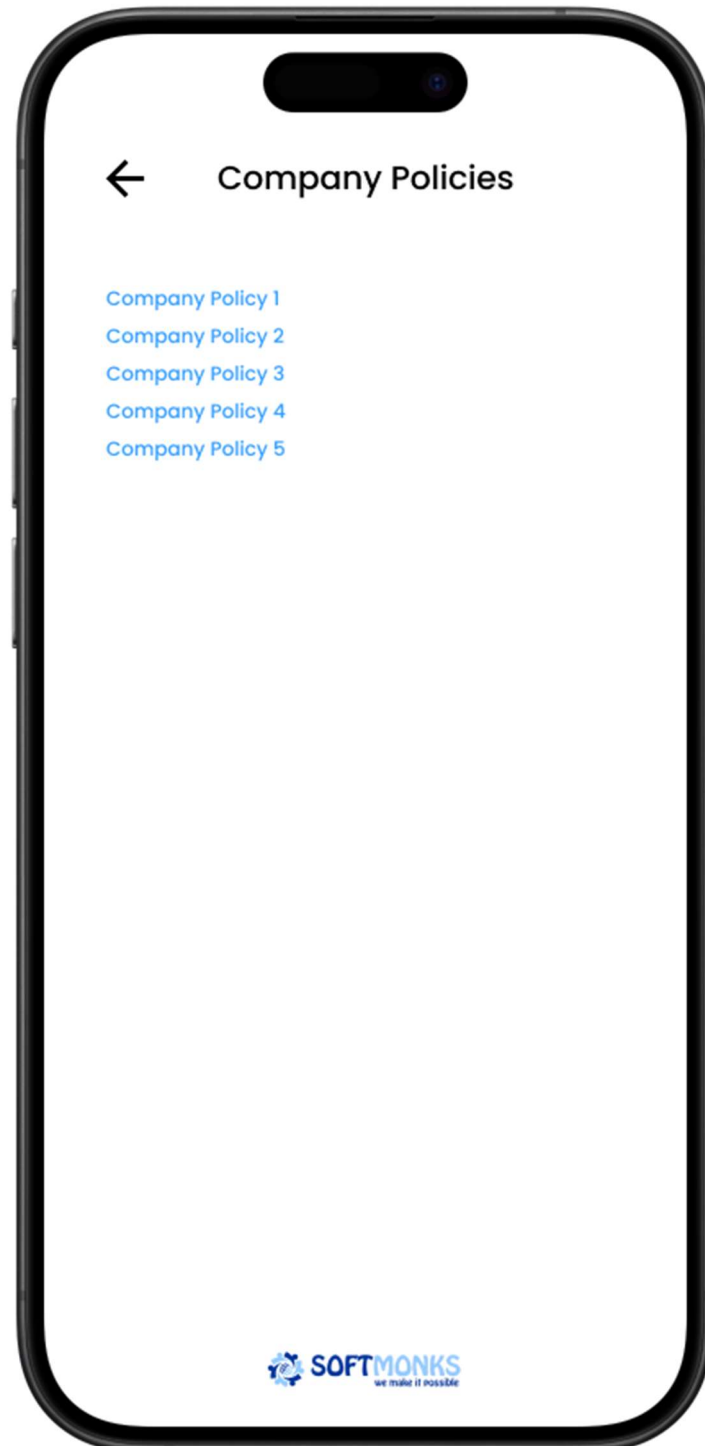 Company Policies
Company Policy 1
Company Policy 2
Company Policy 3
Company Policy 4
Company Policy 5
SOFTMONKS
we make it possible